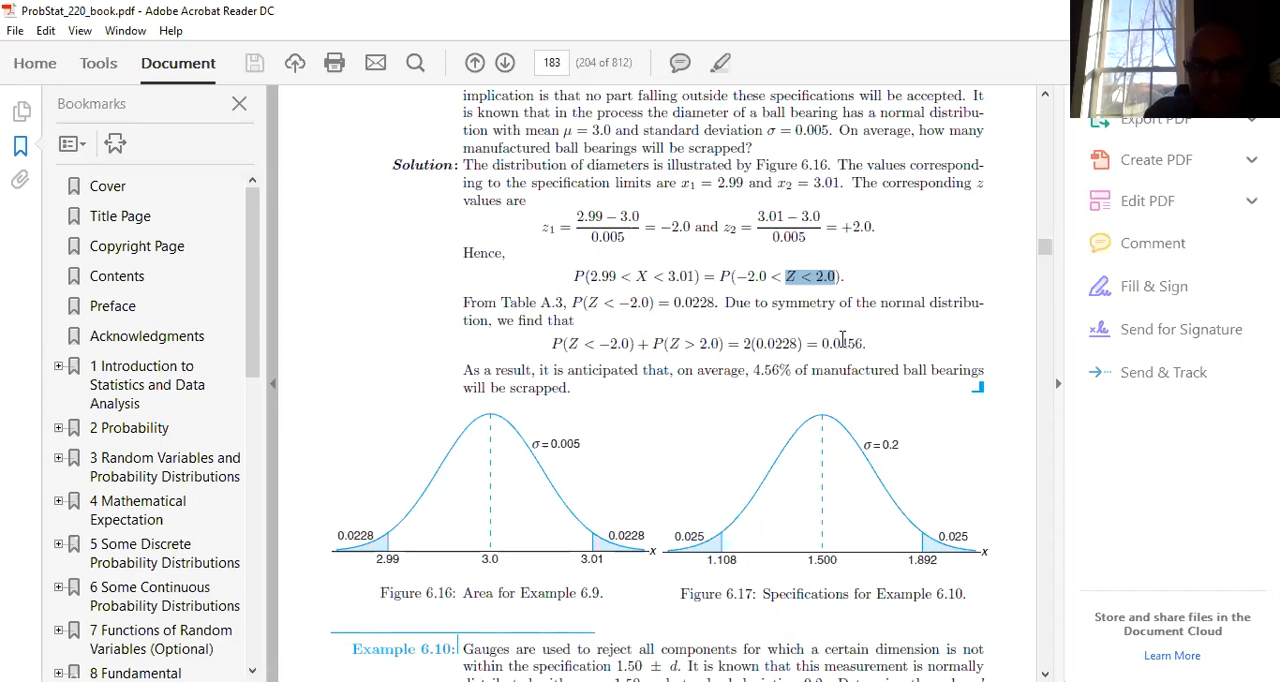 ProbStat_220_book.pdf - Adobe Acrobat Reader DC
File Edit View Window Help
Home Tools Document 183 (204 of 812)
Bookmarks
Cover
Title Page
Copyright Page
Contents
Preface
Acknowledgments
1 Introduction to
Statistics and Data
Analysis
2 Probability
3 Random Variables and
Probability Distributions
4 Mathematical
Expectation
5 Some Discrete
Probability Distributions
6 Some Continuous
Probability Distributions
7 Functions of Random
Variables (Optional)
8 Fundamental
implication is that no part falling outside these specifications will be accepted. It
is known that in the process the diameter of a ball bearing has a normal distribu-
tion with mean μ = 3.0 and standard deviation σ = 0.005. On average, how many
manufactured ball bearings will be scrapped?
Solution: The distribution of diameters is illustrated by Figure 6.16. The values correspond-
ing to the specification limits are x₁ = 2.99 and x₂ = 3.01. The corresponding z
values are
z₁ = (2.99 − 3.0)/0.005 = −2.0 and z₂ = (3.01 − 3.0)/0.005 = +2.0.
Hence,
P(2.99 < X < 3.01) = P(−2.0 < Z < 2.0).
From Table A.3, P(Z < −2.0) = 0.0228. Due to symmetry of the normal distribu-
tion, we find that
P(Z < −2.0) + P(Z > 2.0) = 2(0.0228) = 0.0456.
As a result, it is anticipated that, on average, 4.56% of manufactured ball bearings
will be scrapped.
σ = 0.005
0.0228 0.0228
x
2.99 3.0 3.01
Figure 6.16: Area for Example 6.9.
σ = 0.2
0.025 0.025
x
1.108 1.500 1.892
Figure 6.17: Specifications for Example 6.10.
Example 6.10: Gauges are used to reject all components for which a certain dimension is not
within the specification 1.50 ± d. It is known that this measurement is normally
Export PDF
Create PDF
Edit PDF
Comment
Fill & Sign
Send for Signature
Send & Track
Store and share files in the
Document Cloud
Learn More